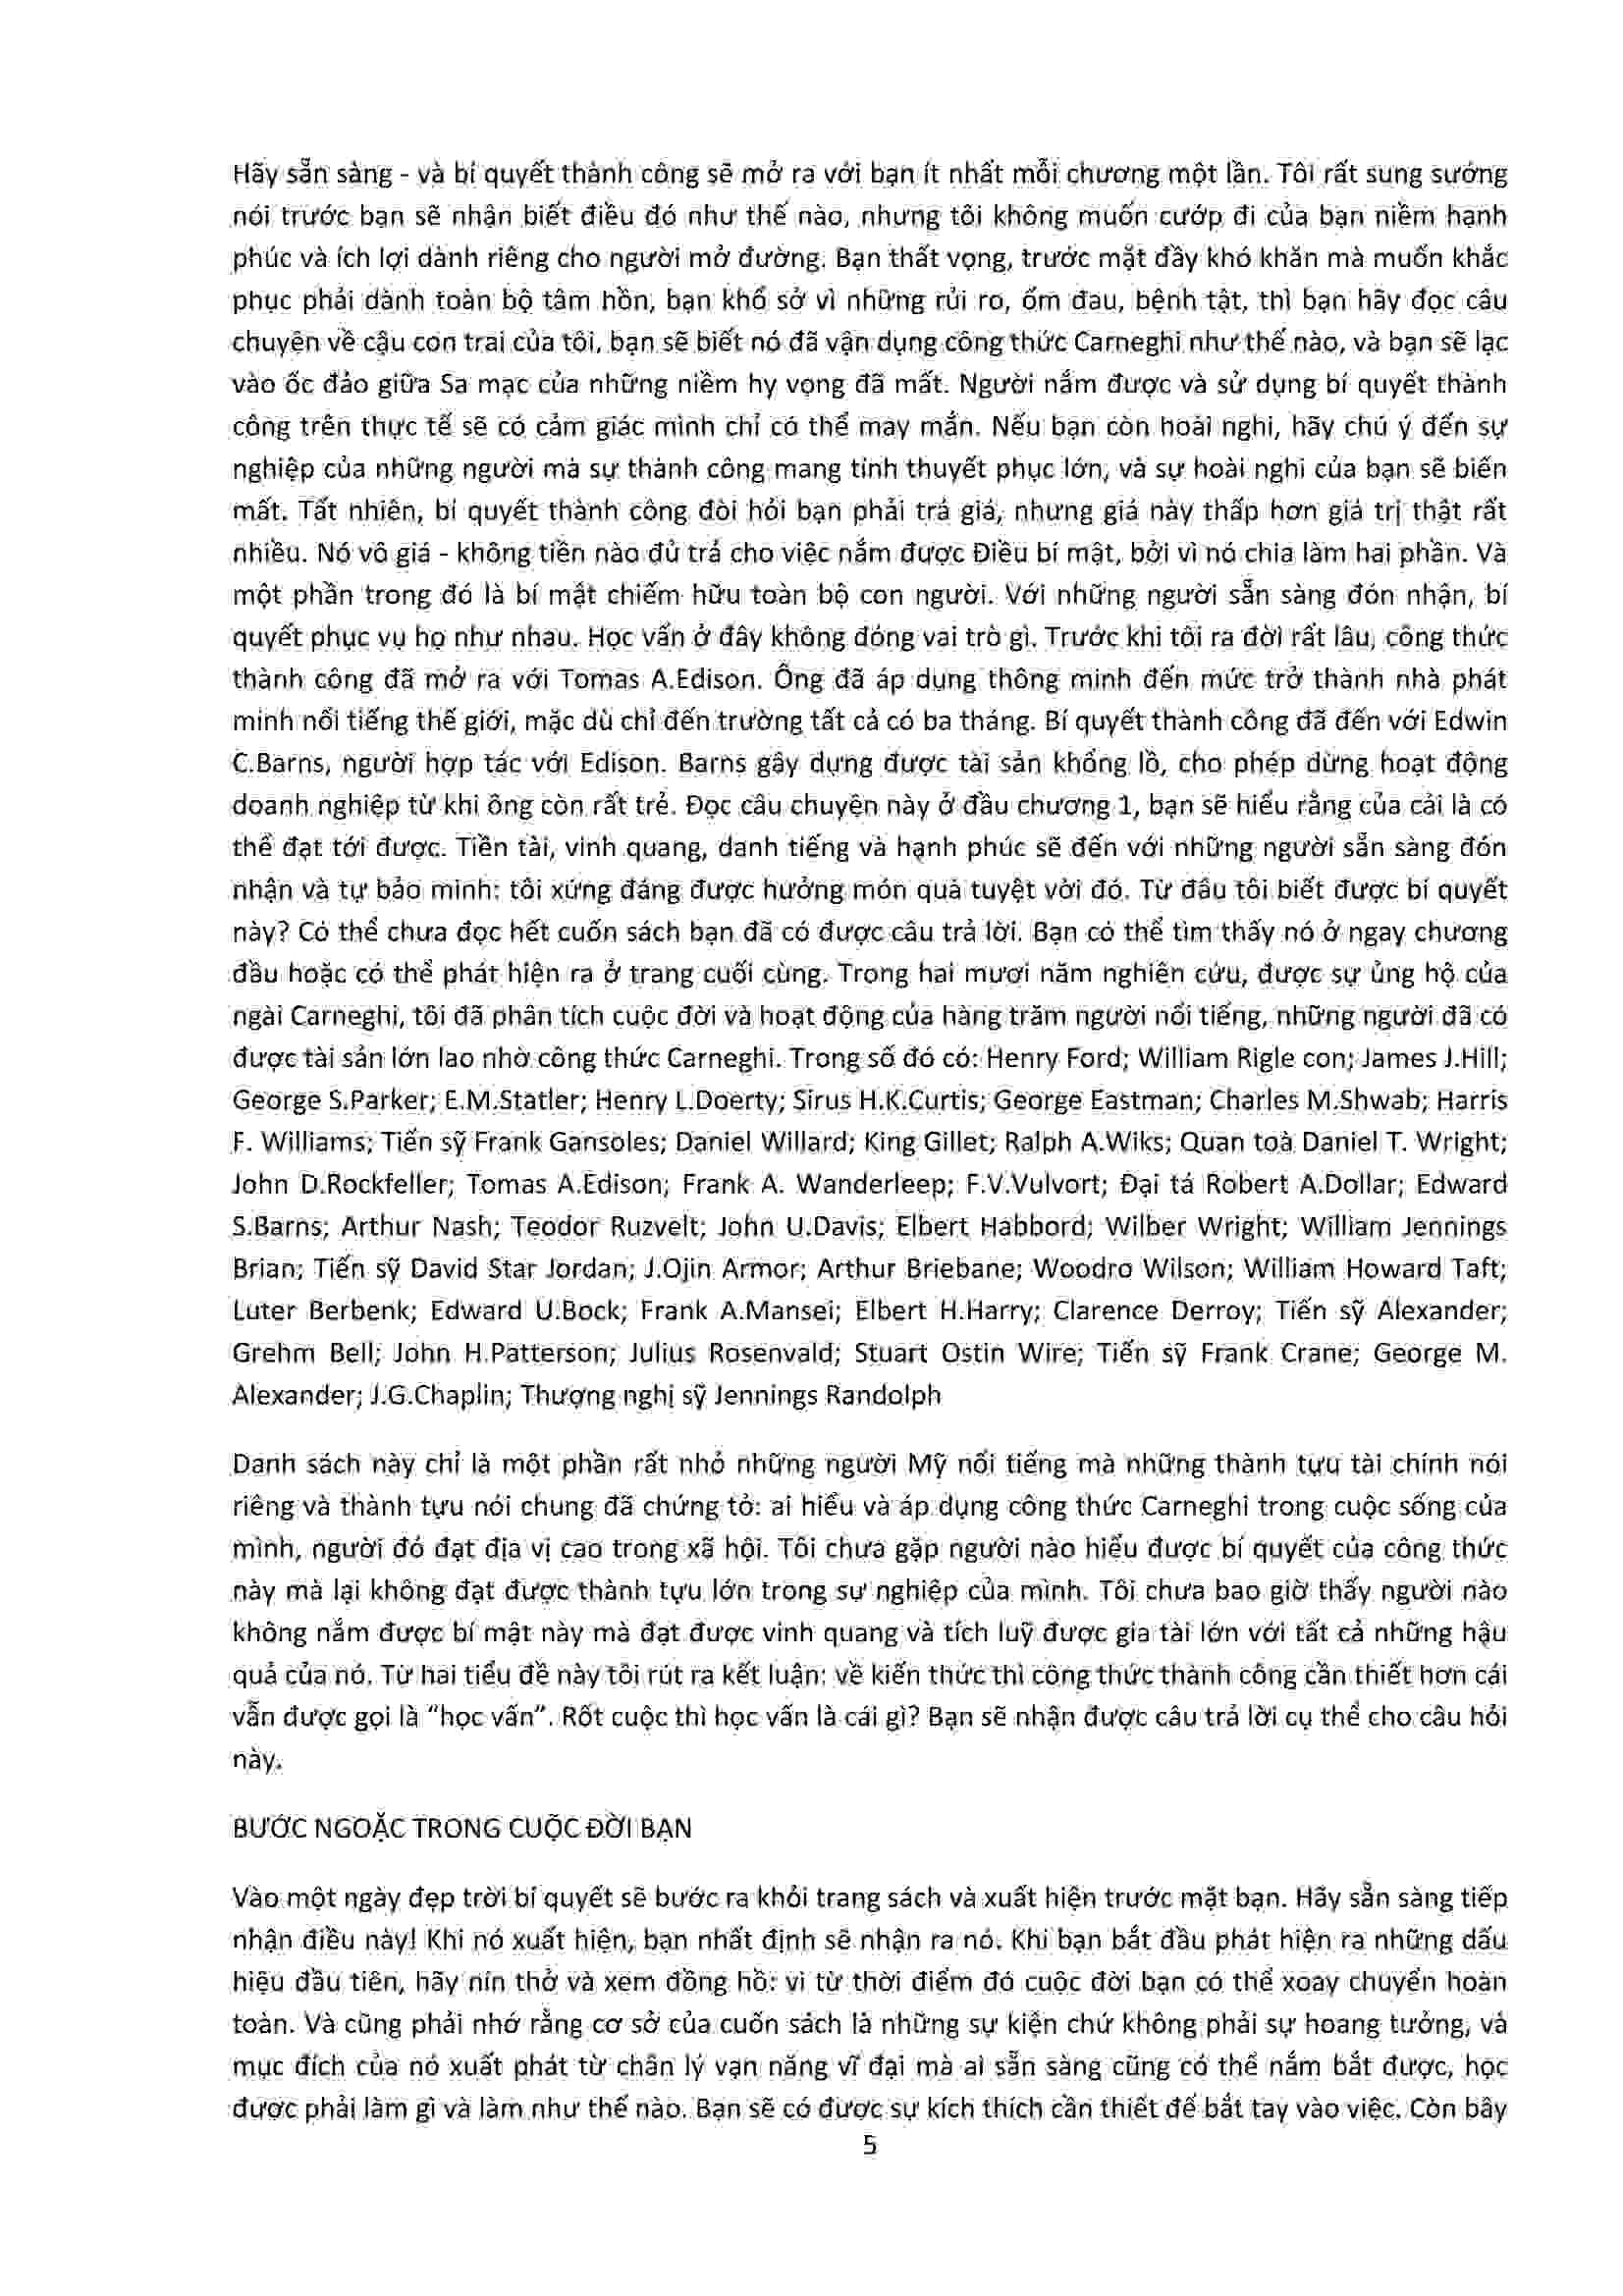 Hãy sẵn sàng - và bí quyết thành công sẽ mở ra với bạn ít nhất mỗi chương một lần. Tôi rất sung sướng
nói trước bạn sẽ nhận biết điều đó như thế nào, nhưng tôi không muốn cướp đi của bạn niềm hạnh
phúc và ích lợi dành riêng cho người mở đường. Bạn thất vọng, trước mặt đầy khó khăn mà muốn khắc
phục phải dành toàn bộ tâm hồn, bạn khổ sở vì những rủi ro, ốm đau, bệnh tật, thì bạn hãy đọc câu
chuyện về cậu con trai của tôi, bạn sẽ biết nó đã vận dụng công thức Carneghi như thế nào, và bạn sẽ lạc
vào ốc đảo giữa Sa mạc của những niềm hy vọng đã mất. Người nắm được và sử dụng bí quyết thành
công trên thực tế sẽ có cảm giác mình chỉ có thể may mắn. Nếu bạn còn hoài nghi, hãy chú ý đến sự
nghiệp của những người mà sự thành công mang tính thuyết phục lớn, và sự hoài nghi của bạn sẽ biến
mất. Tất nhiên, bí quyết thành công đòi hỏi bạn phải trả giá, nhưng giá này thấp hơn giá trị thật rất
nhiều. Nó vô giá - không tiền nào đủ trả cho việc nắm được Điều bí mật, bởi vì nó chia làm hai phần. Và
một phần trong đó là bí mật chiếm hữu toàn bộ con người. Với những người sẵn sàng đón nhận, bí
quyết phục vụ họ như nhau. Học vấn ở đây không đóng vai trò gì. Trước khi tôi ra đời rất lâu, công thức
thành công đã mở ra với Tomas A.Edison. Ông đã áp dụng thông minh đến mức trở thành nhà phát
minh nổi tiếng thế giới, mặc dù chỉ đến trường tất cả có ba tháng. Bí quyết thành công đã đến với Edwin
C.Barns, người hợp tác với Edison. Barns gây dựng được tài sản khổng lồ, cho phép dừng hoạt động
doanh nghiệp từ khi ông còn rất trẻ. Đọc câu chuyện này ở đầu chương 1, bạn sẽ hiểu rằng của cải là có
thể đạt tới được. Tiền tài, vinh quang, danh tiếng và hạnh phúc sẽ đến với những người sẵn sàng đón
nhận và tự bảo mình: tôi xứng đáng được hưởng món quà tuyệt vời đó. Từ đâu tôi biết được bí quyết
này? Có thể chưa đọc hết cuốn sách bạn đã có được câu trả lời. Bạn có thể tìm thấy nó ở ngay chương
đầu hoặc có thể phát hiện ra ở trang cuối cùng. Trong hai mươi năm nghiên cứu, được sự ủng hộ của
ngài Carneghi, tôi đã phân tích cuộc đời và hoạt động của hàng trăm người nổi tiếng, những người đã có
được tài sản lớn lao nhờ công thức Carneghi. Trong số đó có: Henry Ford; William Rigle con; James J.Hill;
George S.Parker; E.M.Statler; Henry L.Doerty; Sirus H.K.Curtis; George Eastman; Charles M.Shwab; Harris
F. Williams; Tiến sỹ Frank Gansoles; Daniel Willard; King Gillet; Ralph A.Wiks; Quan toà Daniel T. Wright;
John D.Rockfeller; Tomas A.Edison; Frank A. Wanderleep; F.V.Vulvort; Đại tá Robert A.Dollar; Edward
S.Barns; Arthur Nash; Teodor Ruzvelt; John U.Davis; Elbert Habbord; Wilber Wright; William Jennings
Brian; Tiến sỹ David Star Jordan; J.Ojin Armor; Arthur Briebane; Woodro Wilson; William Howard Taft;
Luter Berbenk; Edward U.Bock; Frank A.Mansei; Elbert H.Harry; Clarence Derroy; Tiến sỹ Alexander;
Grehm Bell; John H.Patterson; Julius Rosenvald; Stuart Ostin Wire; Tiến sỹ Frank Crane; George M.
Alexander; J.G.Chaplin; Thượng nghị sỹ Jennings Randolph
Danh sách này chỉ là một phần rất nhỏ những người Mỹ nổi tiếng mà những thành tựu tài chính nói
riêng và thành tựu nói chung đã chứng tỏ: ai hiểu và áp dụng công thức Carneghi trong cuộc sống của
mình, người đó đạt địa vị cao trong xã hội. Tôi chưa gặp người nào hiểu được bí quyết của công thức
này mà lại không đạt được thành tựu lớn trong sự nghiệp của mình. Tôi chưa bao giờ thấy người nào
không nắm được bí mật này mà đạt được vinh quang và tích luỹ được gia tài lớn với tất cả những hậu
quả của nó. Từ hai tiểu đề này tôi rút ra kết luận: về kiến thức thì công thức thành công cần thiết hơn cái
vẫn được gọi là “học vấn”. Rốt cuộc thì học vấn là cái gì? Bạn sẽ nhận được câu trả lời cụ thể cho câu hỏi
này.
BƯỚC NGOẶC TRONG CUỘC ĐỜI BẠN
Vào một ngày đẹp trời bí quyết sẽ bước ra khỏi trang sách và xuất hiện trước mặt bạn. Hãy sẵn sàng tiếp
nhận điều này! Khi nó xuất hiện, bạn nhất định sẽ nhận ra nó. Khi bạn bắt đầu phát hiện ra những dấu
hiệu đầu tiên, hãy nín thở và xem đồng hồ: vì từ thời điểm đó cuộc đời bạn có thể xoay chuyển hoàn
toàn. Và cũng phải nhớ rằng cơ sở của cuốn sách là những sự kiện chứ không phải sự hoang tưởng, và
mục đích của nó xuất phát từ chân lý vạn năng vĩ đại mà ai sẵn sàng cũng có thể nắm bắt được, học
được phải làm gì và làm như thế nào. Bạn sẽ có được sự kích thích cần thiết để bắt tay vào việc. Còn bây
5